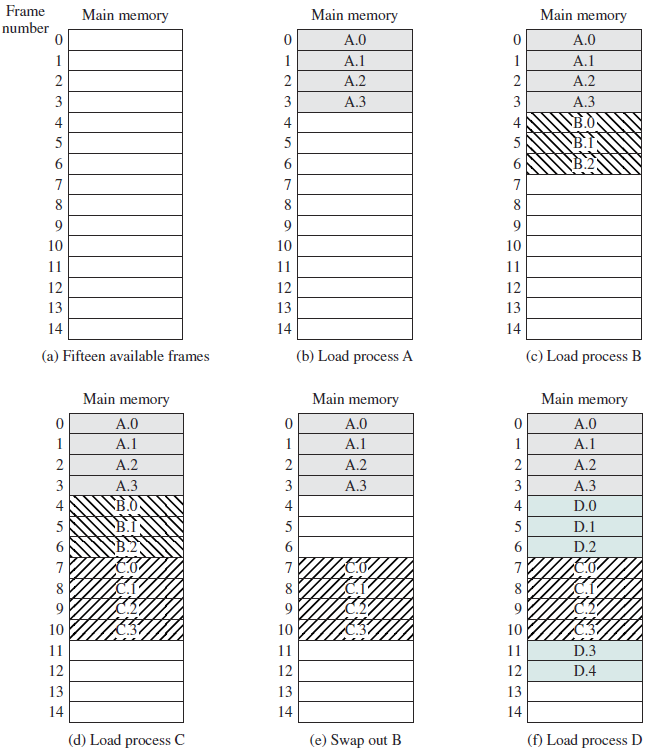 Frame
number
Main memory
0
1
2
3
4
5
6
7
8
9
10
11
12
13
14
(a) Fifteen available frames
Main memory
0 A.0
1 A.1
2 A.2
3 A.3
4
5
6
7
8
9
10
11
12
13
14
(b) Load process A
Main memory
0 A.0
1 A.1
2 A.2
3 A.3
4 B.0
5 B.1
6 B.2
7
8
9
10
11
12
13
14
(c) Load process B
Main memory
0 A.0
1 A.1
2 A.2
3 A.3
4 B.0
5 B.1
6 B.2
7 C.0
8 C.1
9 C.2
10 C.3
11
12
13
14
(d) Load process C
Main memory
0 A.0
1 A.1
2 A.2
3 A.3
4
5
6
7 C.0
8 C.1
9 C.2
10 C.3
11
12
13
14
(e) Swap out B
Main memory
0 A.0
1 A.1
2 A.2
3 A.3
4 D.0
5 D.1
6 D.2
7 C.0
8 C.1
9 C.2
10 C.3
11 D.3
12 D.4
13
14
(f) Load process D